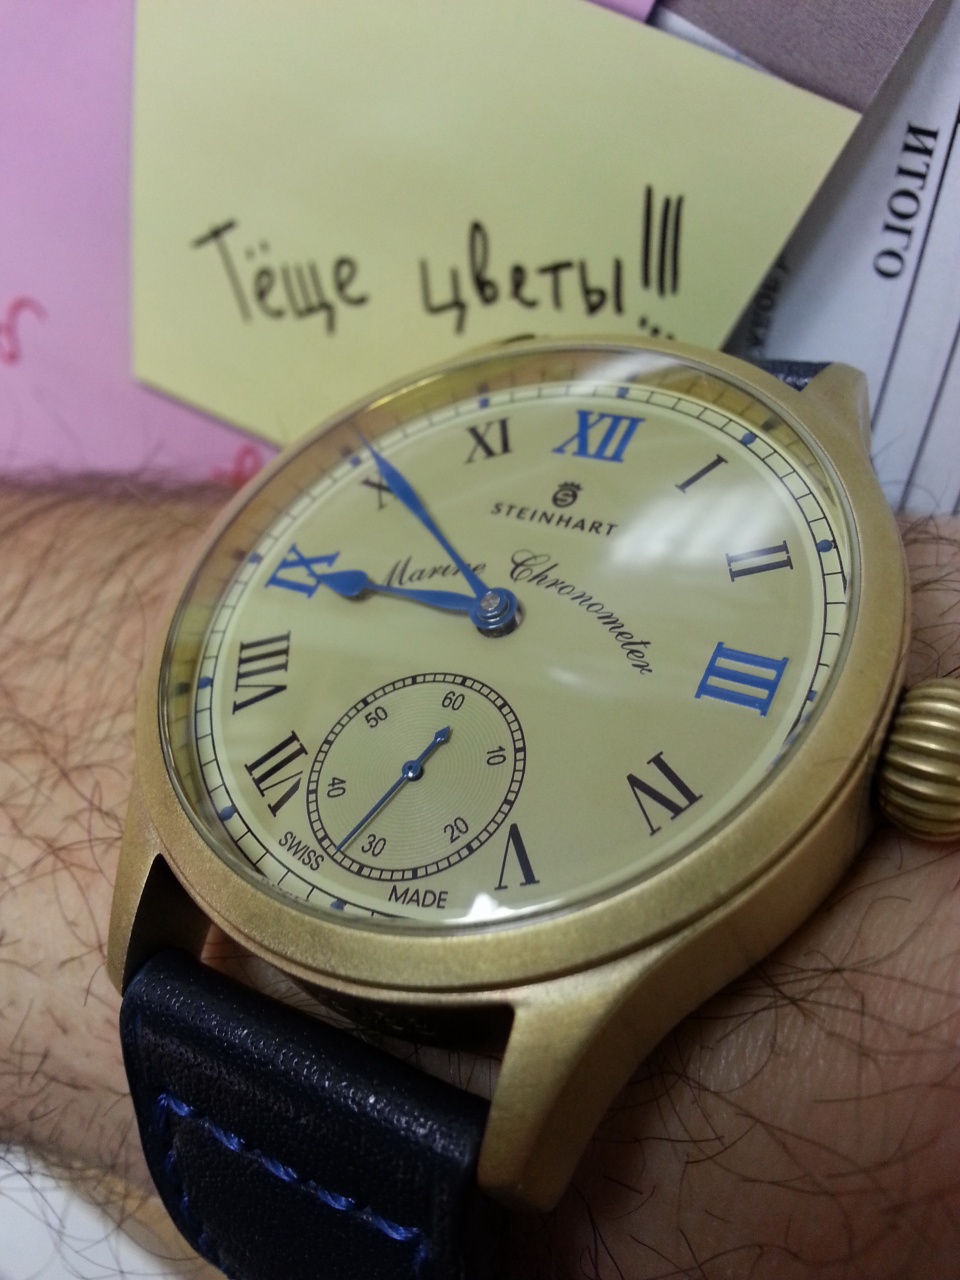 Тёще цветы!!!
ИТОГО
XII
I
II
III
IV
V
VII
VIII
IX
X
XI
STEINHART
Marine Chronometer
60
10
20
30
40
50
SWISS MADE